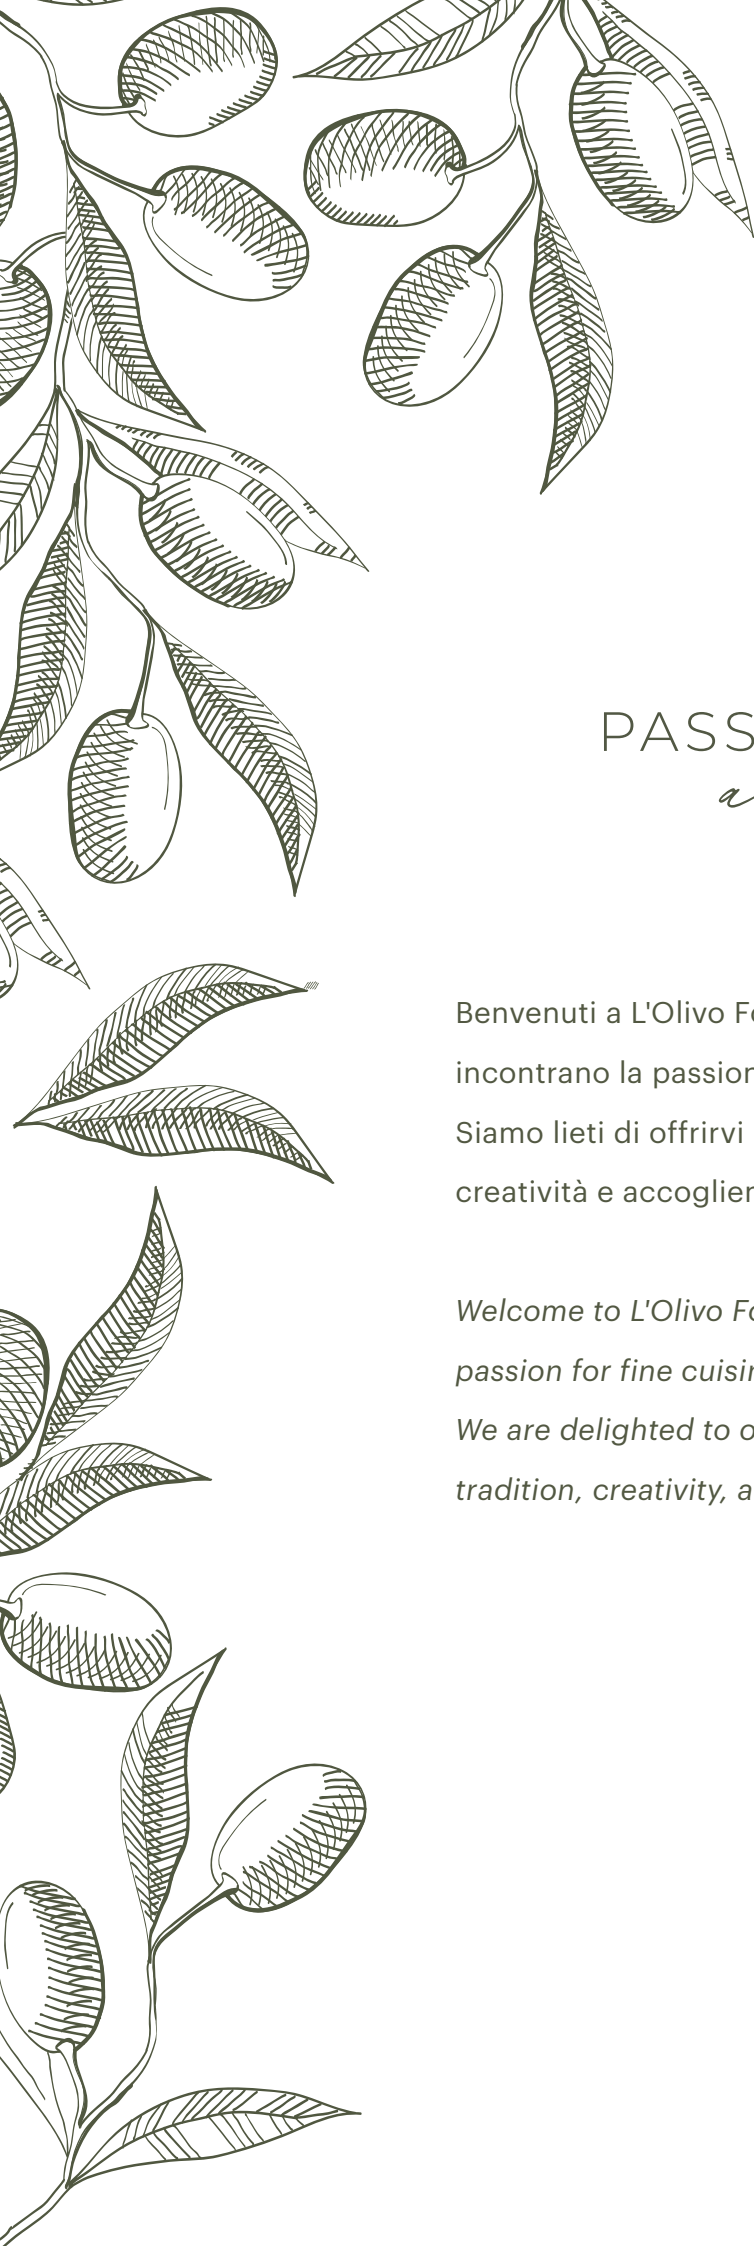 PASS
a
Benvenuti a L'Olivo Fo
incontrano la passion
Siamo lieti di offrirvi
creatività e accoglien
Welcome to L'Olivo Fo
passion for fine cuisin
We are delighted to o
tradition, creativity, a